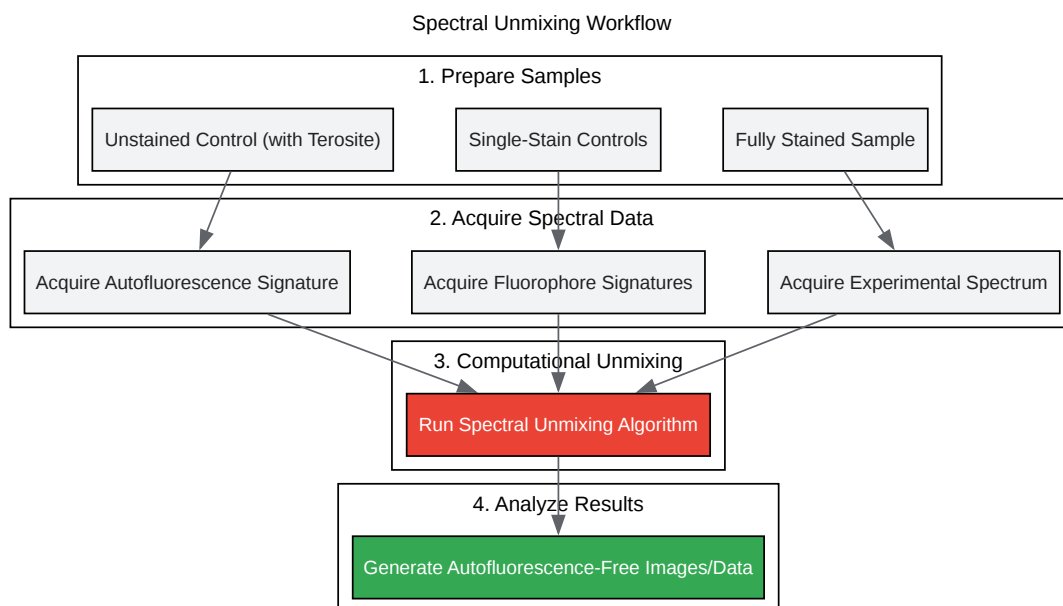 Spectral Unmixing Workflow
1. Prepare Samples
Unstained Control (with Terosite)
Single-Stain Controls
Fully Stained Sample
2. Acquire Spectral Data
Acquire Autofluorescence Signature
Acquire Fluorophore Signatures
Acquire Experimental Spectrum
3. Computational Unmixing
Run Spectral Unmixing Algorithm
4. Analyze Results
Generate Autofluorescence-Free Images/Data